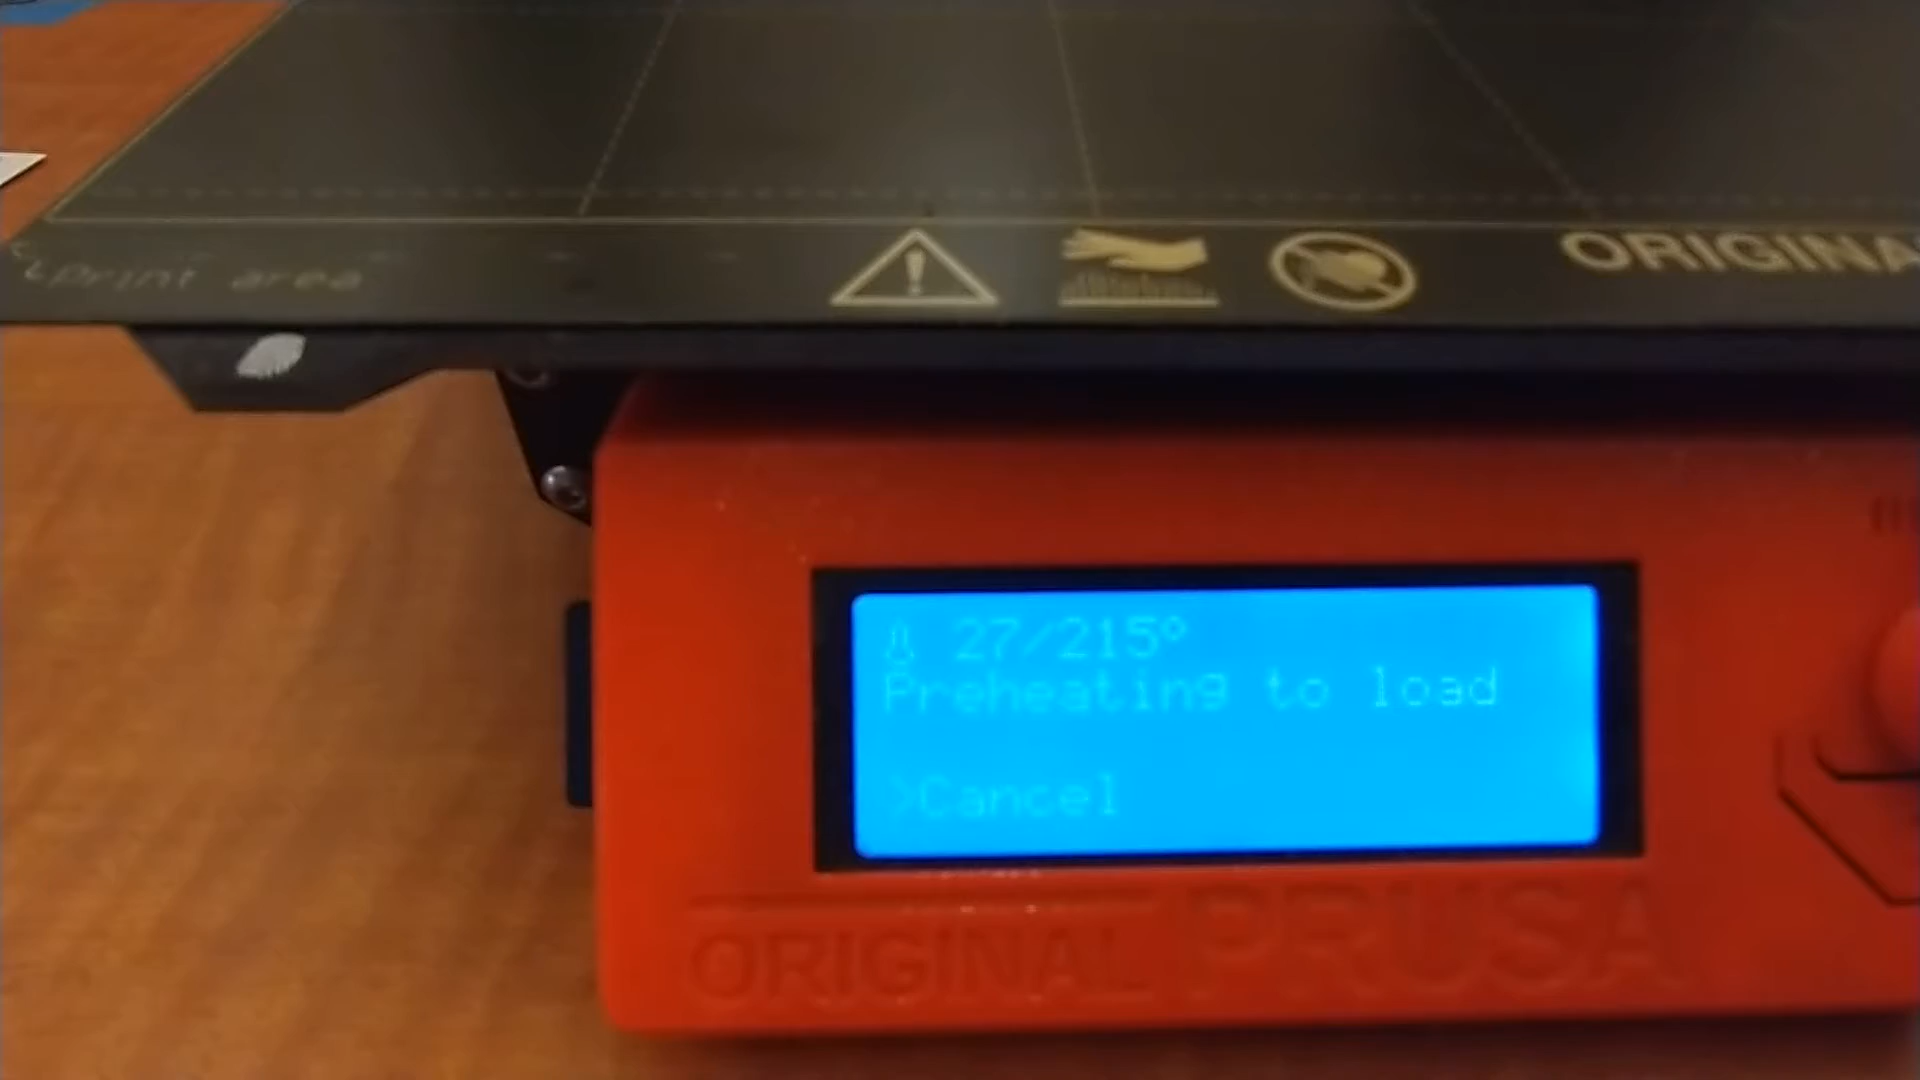 ORIGINA
print area
27/215°
Preheating to load
>Cancel
ORIGINAL PRUSA